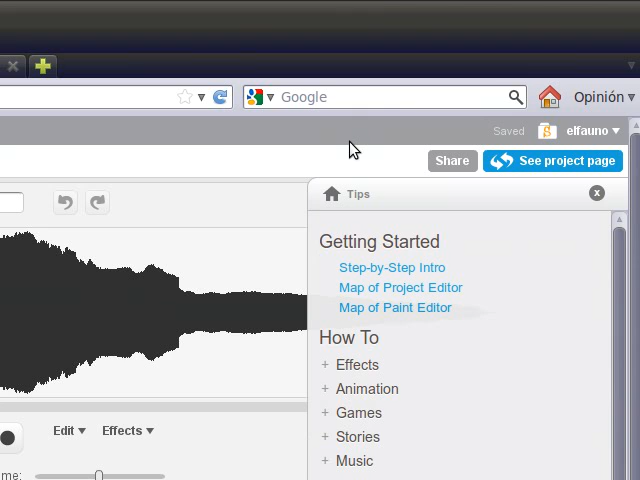 Google
Opinión
Saved
elfauno
Share
See project page
Tips
Getting Started
Step-by-Step Intro
Map of Project Editor
Map of Paint Editor
How To
+ Effects
+ Animation
+ Games
+ Stories
+ Music
Edit
Effects
me: